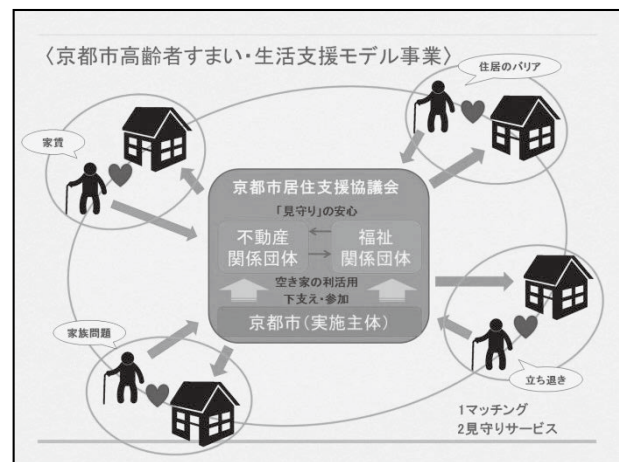 〈京都市高齢者すまい・生活支援モデル事業〉
住居のバリア
家賃
京都市居住支援協議会
「見守り」の安心
不動産
関係団体
福祉
関係団体
空き家の利活用
下支え・参加
京都市(実施主体)
家族問題
立ち退き
1マッチング
2見守りサービス